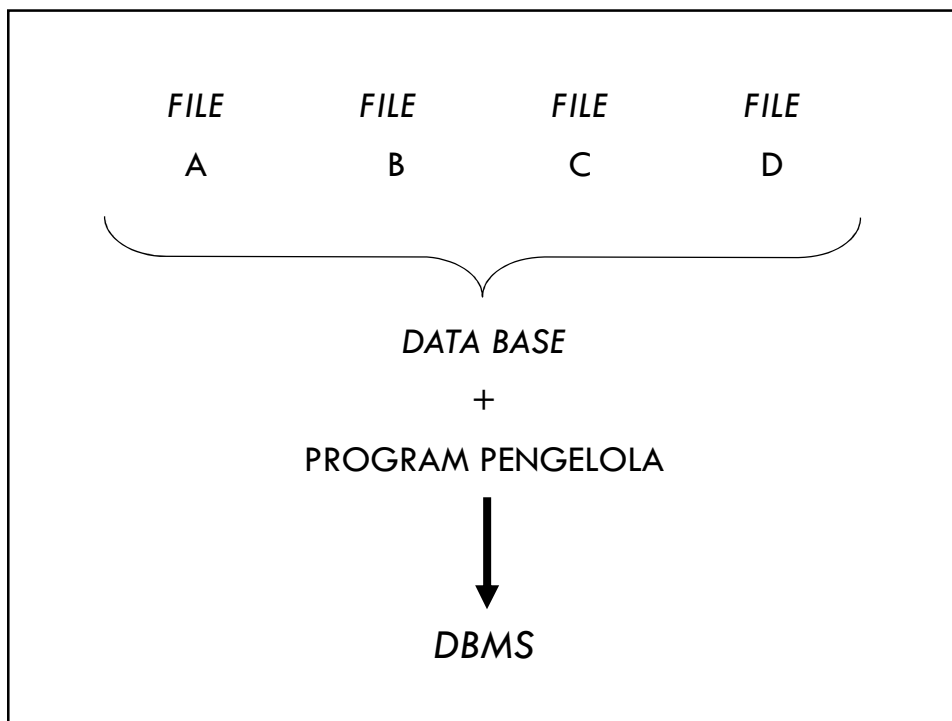 FILE FILE FILE FILE
A B C D
DATA BASE
+
PROGRAM PENGELOLA
DBMS